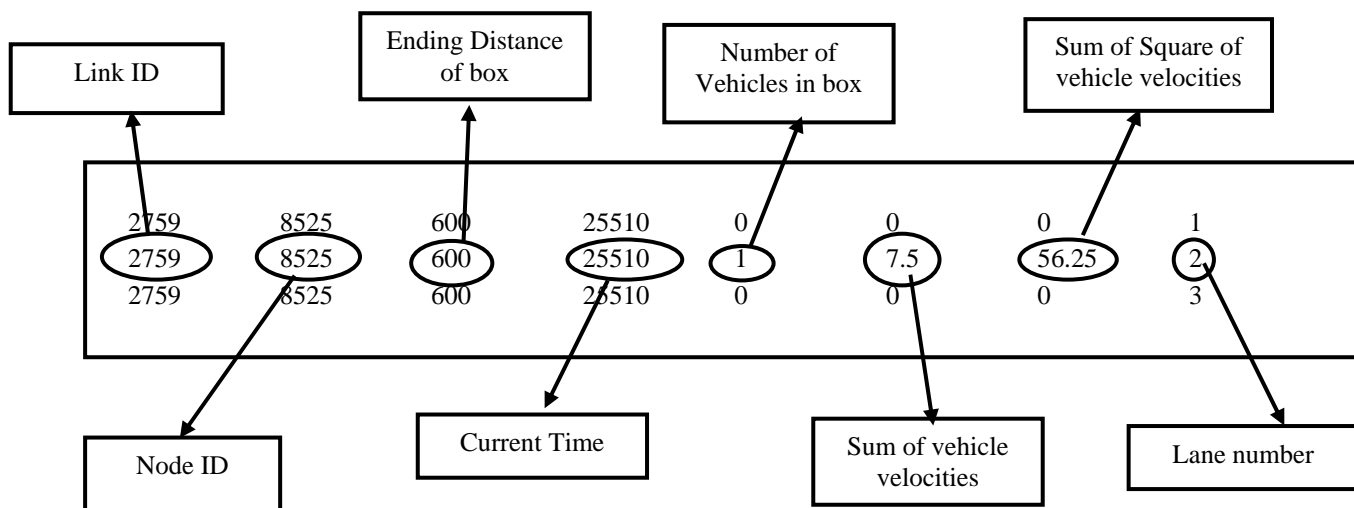 Link ID
Ending Distance
of box
Number of
Vehicles in box
Sum of Square of
vehicle velocities
2759 8525 600 25510 0 0 0 1
2759 8525 600 25510 1 7.5 56.25 2
2759 8525 600 25510 0 0 0 3
Node ID
Current Time
Sum of vehicle
velocities
Lane number